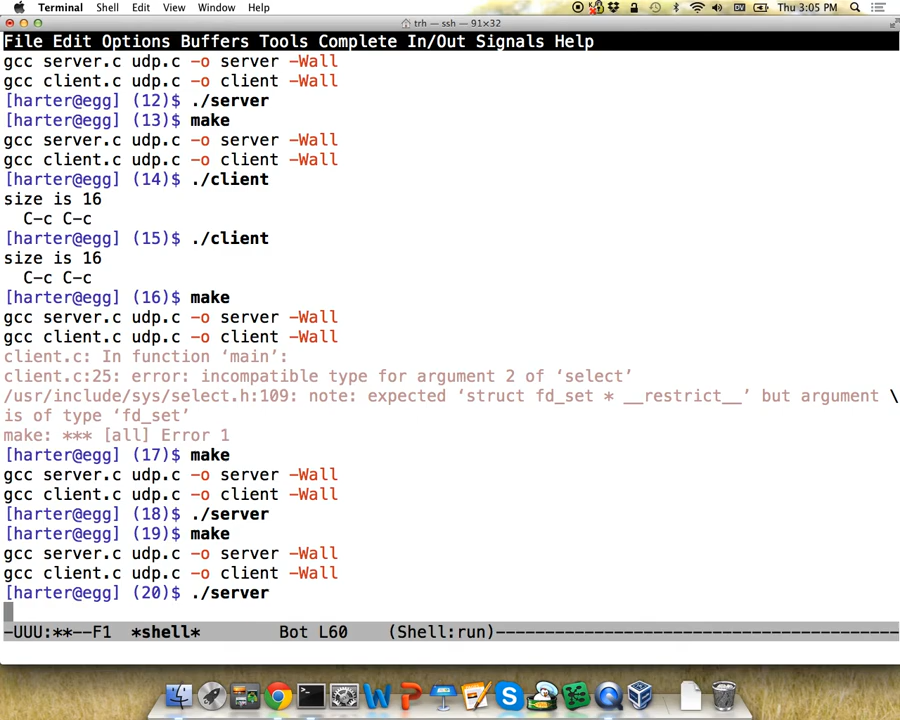 Terminal Shell Edit View Window Help Thu 3:05 PM
trh — ssh — 91×32
File Edit Options Buffers Tools Complete In/Out Signals Help
gcc server.c udp.c -o server -Wall
gcc client.c udp.c -o client -Wall
[harter@egg] (12)$ ./server
[harter@egg] (13)$ make
gcc server.c udp.c -o server -Wall
gcc client.c udp.c -o client -Wall
[harter@egg] (14)$ ./client
size is 16
  C-c C-c
[harter@egg] (15)$ ./client
size is 16
  C-c C-c
[harter@egg] (16)$ make
gcc server.c udp.c -o server -Wall
gcc client.c udp.c -o client -Wall
client.c: In function ‘main’:
client.c:25: error: incompatible type for argument 2 of ‘select’
/usr/include/sys/select.h:109: note: expected ‘struct fd_set * __restrict__’ but argument \
is of type ‘fd_set’
make: *** [all] Error 1
[harter@egg] (17)$ make
gcc server.c udp.c -o server -Wall
gcc client.c udp.c -o client -Wall
[harter@egg] (18)$ ./server
[harter@egg] (19)$ make
gcc server.c udp.c -o server -Wall
gcc client.c udp.c -o client -Wall
[harter@egg] (20)$ ./server
-UUU:**--F1 *shell* Bot L60 (Shell:run)--------------------------------------------------